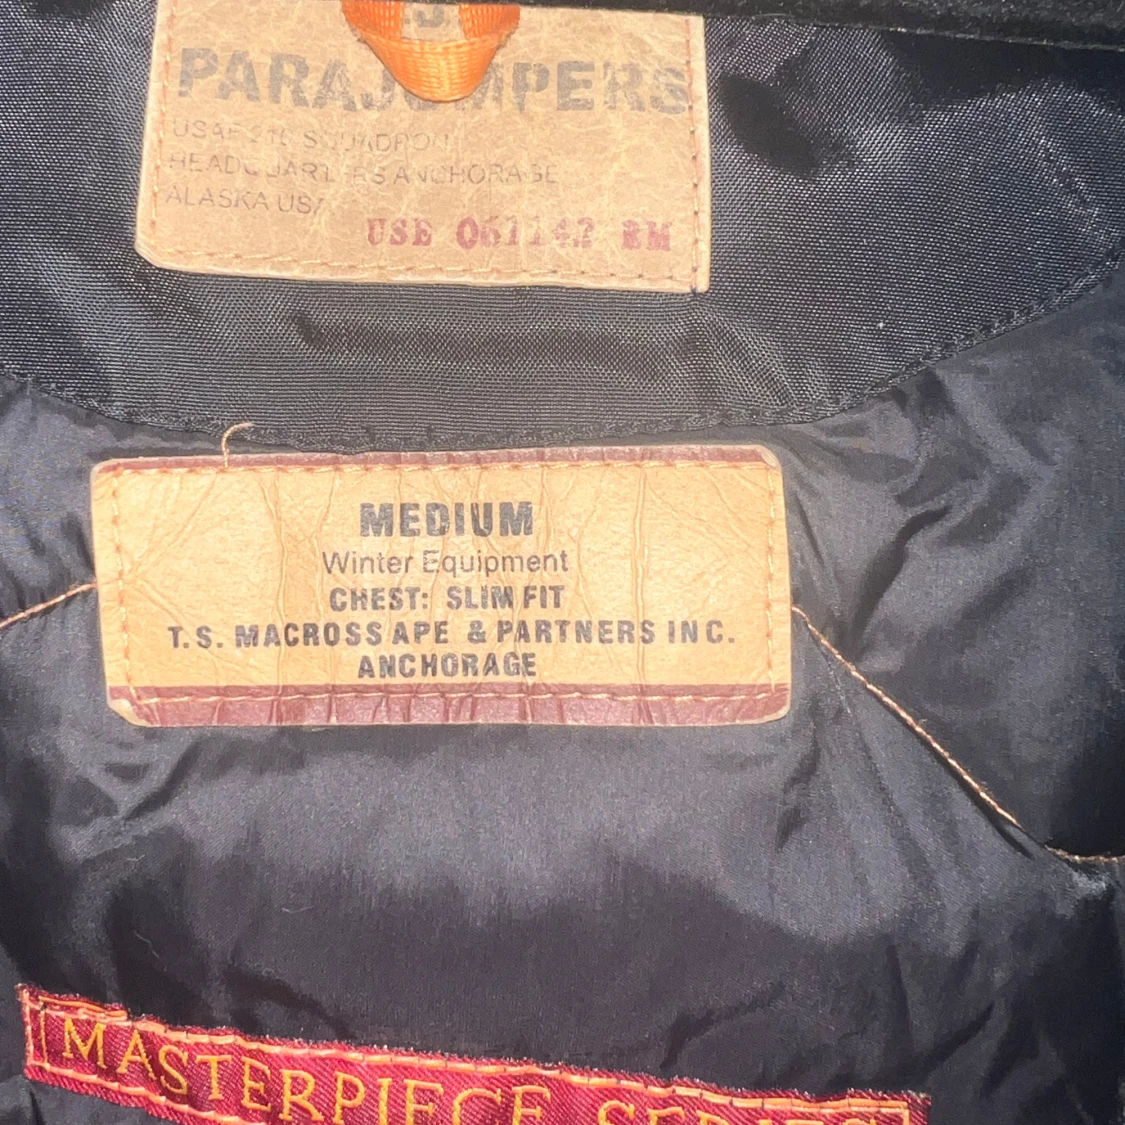 PARAJUMPERS
USAF 210 SQUADRON
HEADQUARTERS ANCHORAGE
ALASKA USA
USE 061142 RM
MEDIUM
Winter Equipment
CHEST: SLIM FIT
T.S. MACROSS APE & PARTNERS INC.
ANCHORAGE
MASTERPIECE SERIES